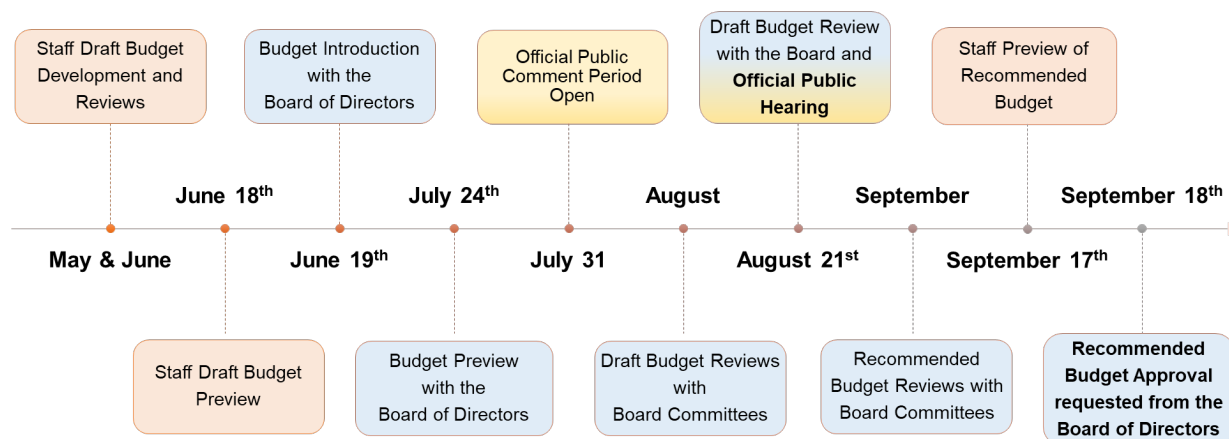 Staff Draft Budget
Development and
Reviews
Budget Introduction
with the
Board of Directors
Official Public
Comment Period
Open
Draft Budget Review
with the Board and
Official Public
Hearing
Staff Preview of
Recommended
Budget
June 18th
July 24th
August
September
September 18th
May & June
June 19th
July 31
August 21st
September 17th
Staff Draft Budget
Preview
Budget Preview
with the
Board of Directors
Draft Budget Reviews
with
Board Committees
Recommended
Budget Reviews with
Board Committees
Recommended
Budget Approval
requested from the
Board of Directors